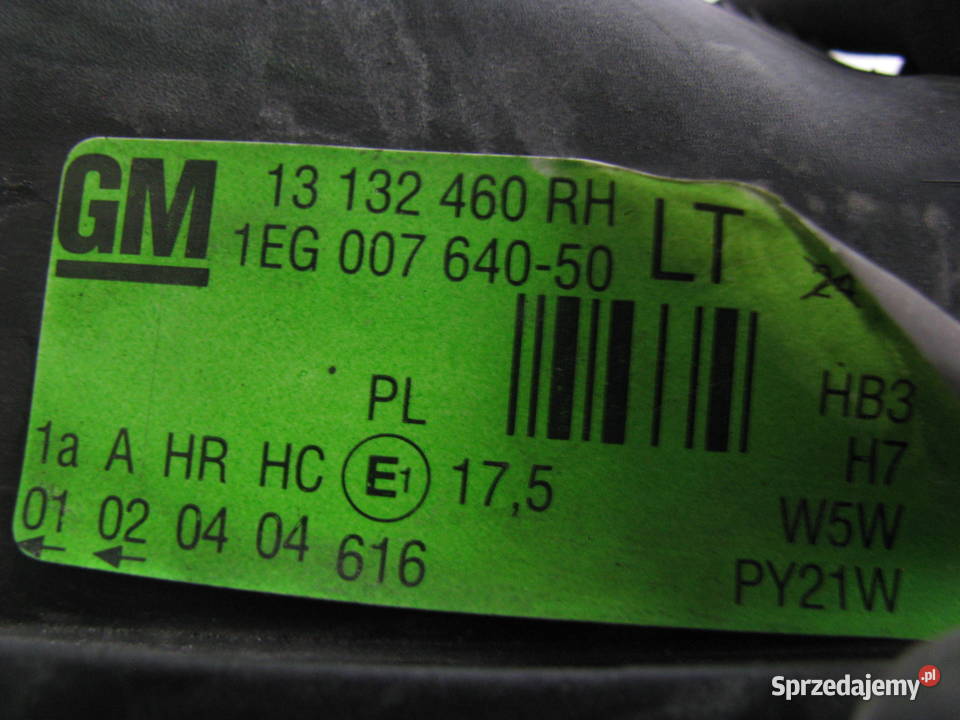 GM
13 132 460 RH
1EG 007 640-50
LT
24
PL
HB3
1a A HR HC E1 17,5
H7
01 02 04 04 616
W5W
PY21W
Sprzedajemy.pl